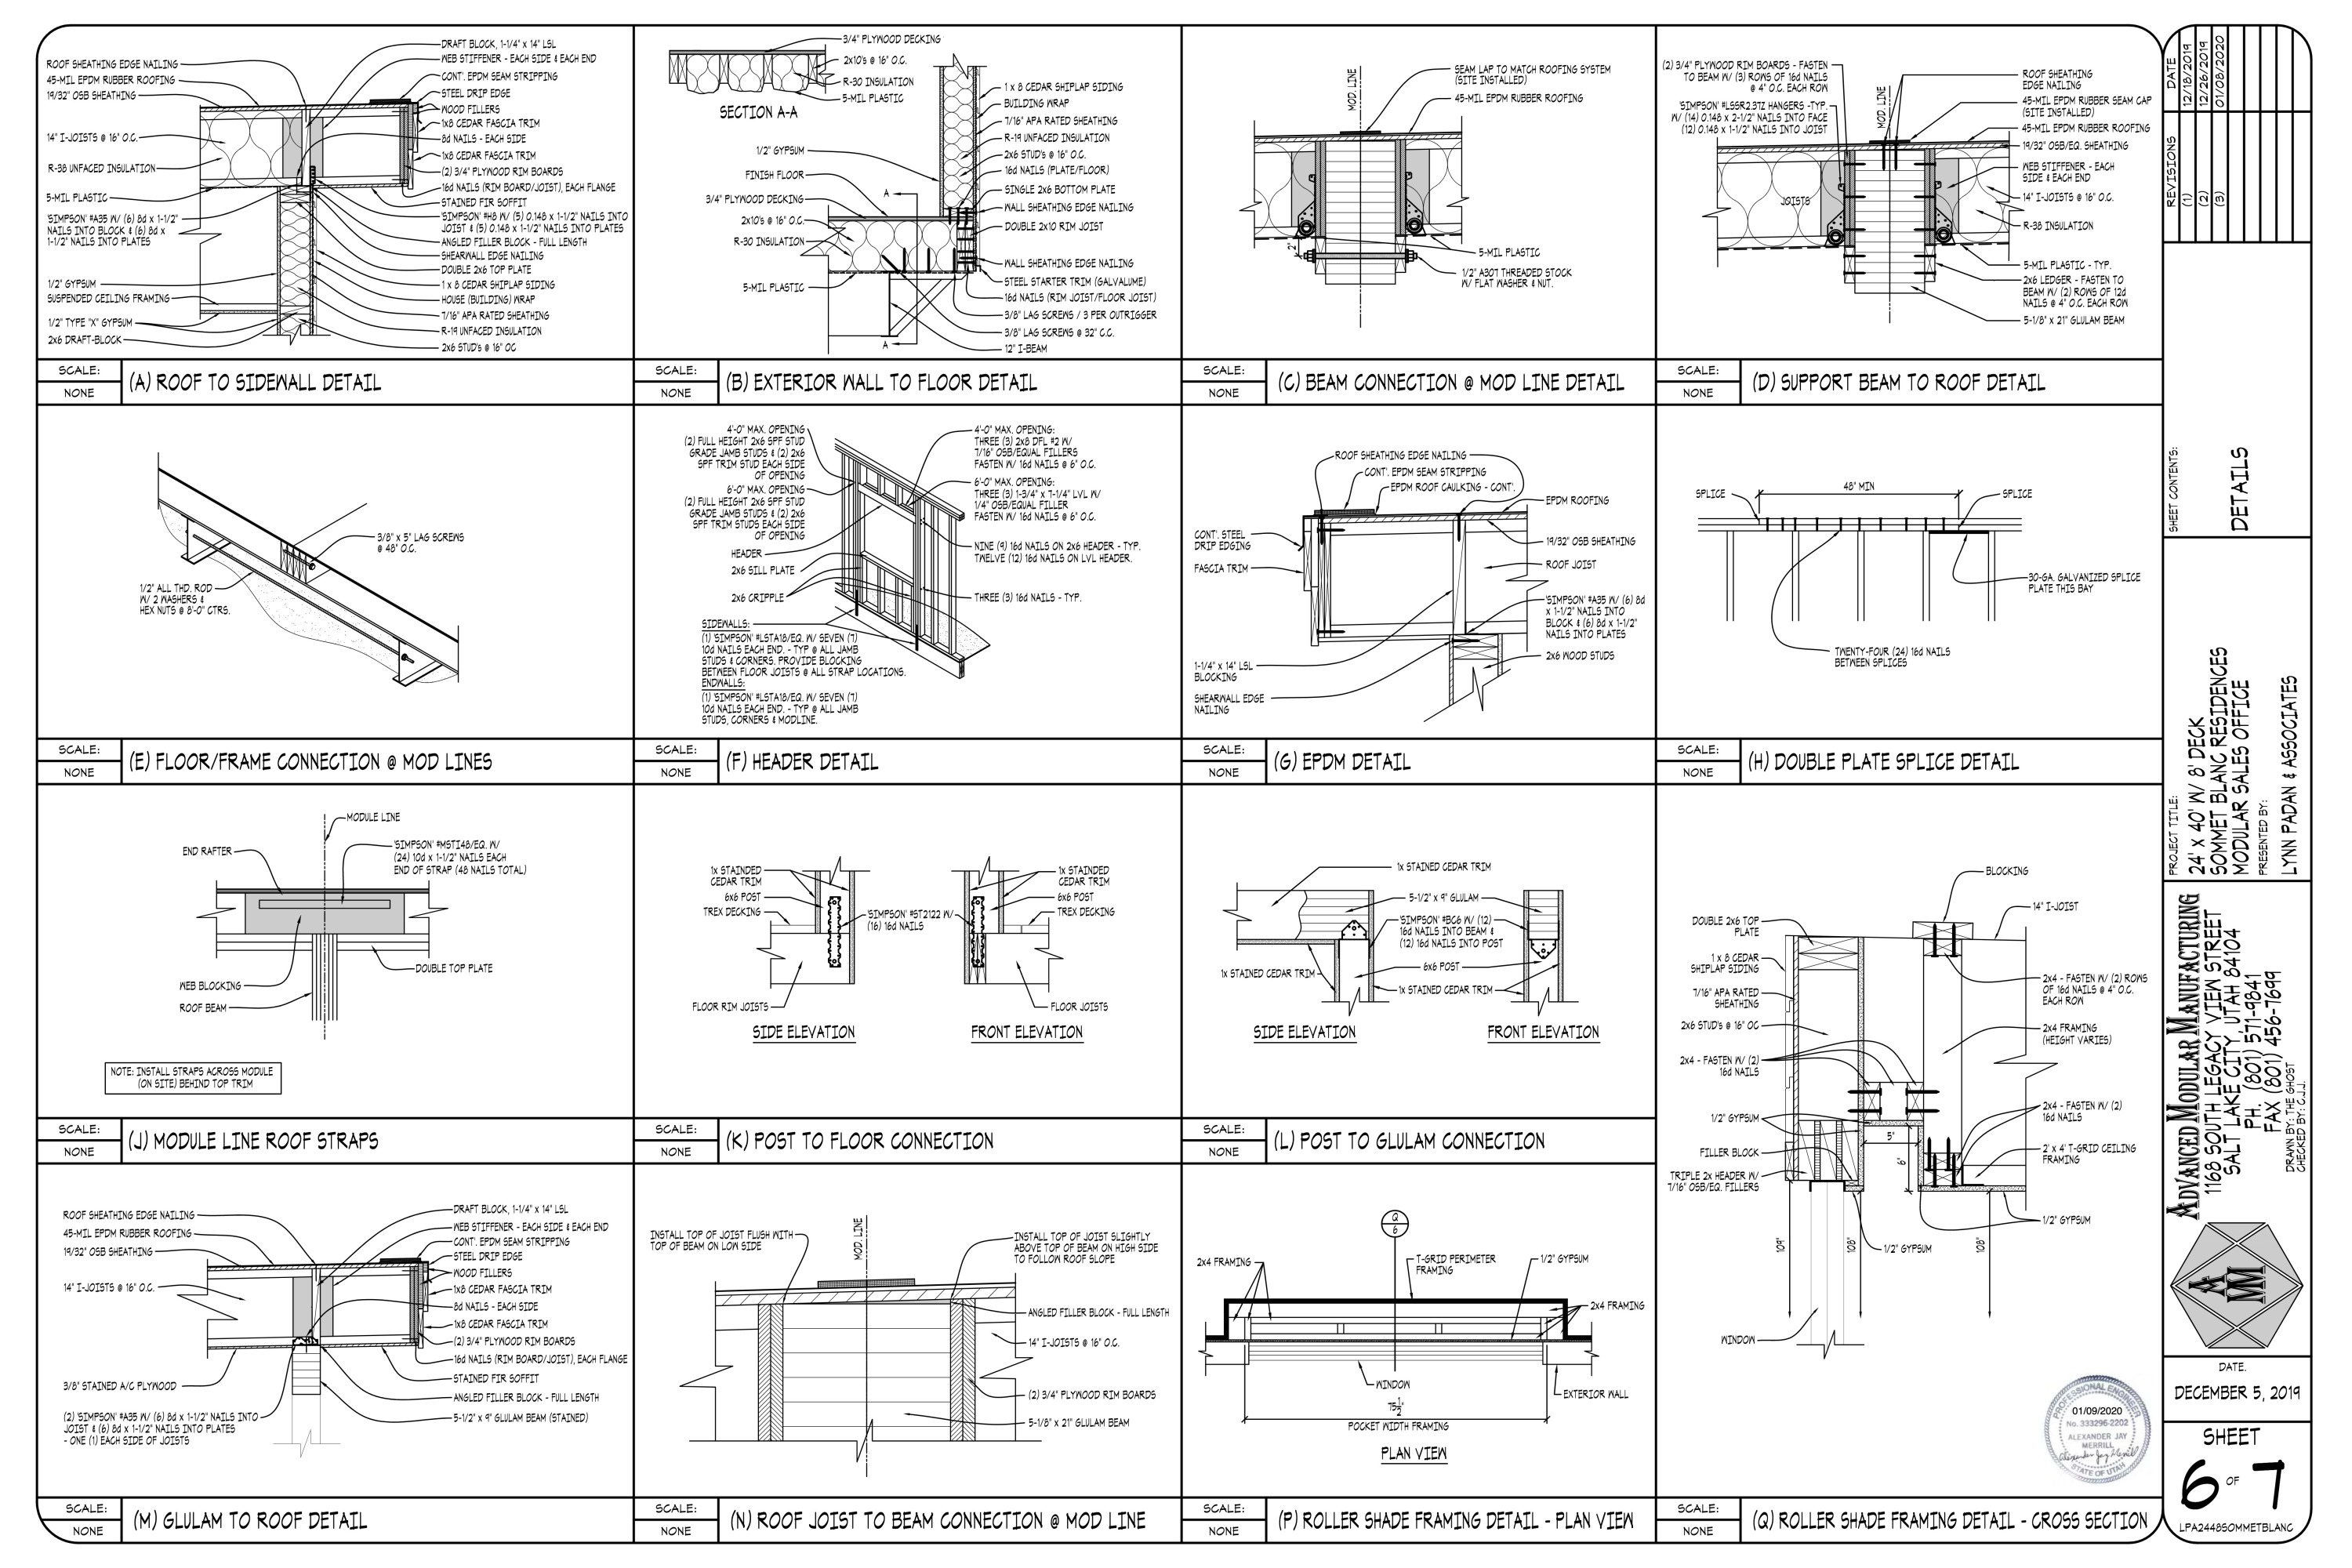 ROOF SHEATHING EDGE NAILING
45-MIL EPDM RUBBER ROOFING
19/32" OSB SHEATHING
14" I-JOISTS @ 16" O.C.
R-38 UNFACED INSULATION
5-MIL PLASTIC
'SIMPSON' #A35 W/ (6) 8d x 1-1/2"
NAILS INTO BLOCK & (6) 8d x
1-1/2" NAILS INTO PLATES
1/2" GYPSUM
SUSPENDED CEILING FRAMING
1/2" TYPE "X" GYPSUM
2x6 DRAFT-BLOCK
DRAFT BLOCK, 1-1/4" x 14" LSL
WEB STIFFENER - EACH SIDE & EACH END
CONT. EPDM SEAM STRIPPING
STEEL DRIP EDGE
WOOD FILLERS
1x8 CEDAR FASCIA TRIM
8d NAILS - EACH SIDE
1x8 CEDAR FASCIA TRIM
(2) 3/4" PLYWOOD RIM BOARDS
16d NAILS (RIM BOARD/JOIST), EACH FLANGE
STAINED FIR SOFFIT
'SIMPSON' #H8 W/ (5) 0.148 x 1-1/2" NAILS INTO
JOIST & (5) 0.148 x 1-1/2" NAILS INTO PLATES
ANGLED FILLER BLOCK - FULL LENGTH
SHEARWALL EDGE NAILING
DOUBLE 2x6 TOP PLATE
1 x 8 CEDAR SHIPLAP SIDING
HOUSE (BUILDING) WRAP
7/16" APA RATED SHEATHING
R-19 UNFACED INSULATION
2x6 STUD's @ 16" OC
SCALE:
NONE
(A) ROOF TO SIDEWALL DETAIL
3/4" PLYWOOD DECKING
2x10's @ 16" O.C.
R-30 INSULATION
5-MIL PLASTIC
SECTION A-A
1/2" GYPSUM
FINISH FLOOR
3/4" PLYWOOD DECKING
2x10's @ 16" O.C.
R-30 INSULATION
5-MIL PLASTIC
A
A
1 x 8 CEDAR SHIPLAP SIDING
BUILDING WRAP
7/16" APA RATED SHEATHING
R-19 UNFACED INSULATION
2x6 STUD's @ 16" O.C.
16d NAILS (PLATE/FLOOR)
SINGLE 2x6 BOTTOM PLATE
WALL SHEATHING EDGE NAILING
DOUBLE 2x10 RIM JOIST
WALL SHEATHING EDGE NAILING
STEEL STARTER TRIM (GALVALUME)
16d NAILS (RIM JOIST/FLOOR JOIST)
3/8" LAG SCREWS / 3 PER OUTRIGGER
3/8" LAG SCREWS @ 32" C.C.
12" I-BEAM
SCALE:
NONE
(B) EXTERIOR WALL TO FLOOR DETAIL
MOD. LINE
SEAM LAP TO MATCH ROOFING SYSTEM
(SITE INSTALLED)
45-MIL EPDM RUBBER ROOFING
2"
5-MIL PLASTIC
1/2" A307 THREADED STOCK
W/ FLAT WASHER & NUT.
SCALE:
NONE
(C) BEAM CONNECTION @ MOD LINE DETAIL
(2) 3/4" PLYWOOD RIM BOARDS - FASTEN
TO BEAM W/ (3) ROWS OF 16d NAILS
@ 4" O.C. EACH ROW
'SIMPSON' #LSSR2.37Z HANGERS -TYP.
W/ (14) 0.148 x 2-1/2" NAILS INTO FACE
(12) 0.148 x 1-1/2" NAILS INTO JOIST
MOD. LINE
JOISTS
ROOF SHEATHING
EDGE NAILING
45-MIL EPDM RUBBER SEAM CAP
(SITE INSTALLED)
45-MIL EPDM RUBBER ROOFING
19/32" OSB/EQ. SHEATHING
WEB STIFFENER - EACH
SIDE & EACH END
14" I-JOISTS @ 16" O.C.
R-38 INSULATION
5-MIL PLASTIC - TYP.
2x6 LEDGER - FASTEN TO
BEAM W/ (2) ROWS OF 12d
NAILS @ 4" O.C. EACH ROW
5-1/8" x 21" GLULAM BEAM
SCALE:
NONE
(D) SUPPORT BEAM TO ROOF DETAIL
3/8" x 5" LAG SCREWS
@ 48" O.C.
1/2" ALL THD. ROD
W/ 2 WASHERS &
HEX NUTS @ 8'-0" CTRS.
SCALE:
NONE
(E) FLOOR/FRAME CONNECTION @ MOD LINES
4'-0" MAX. OPENING
(2) FULL HEIGHT 2x6 SPF STUD
GRADE JAMB STUDS & (2) 2x6
SPF TRIM STUD EACH SIDE
OF OPENING
6'-0" MAX. OPENING
(2) FULL HEIGHT 2x6 SPF STUD
GRADE JAMB STUDS & (2) 2x6
SPF TRIM STUDS EACH SIDE
OF OPENING
HEADER
2x6 SILL PLATE
2x6 CRIPPLE
SIDEWALLS:
(1) 'SIMPSON' #LSTA18/EQ. W/ SEVEN (7)
10d NAILS EACH END. - TYP @ ALL JAMB
STUDS & CORNERS. PROVIDE BLOCKING
BETWEEN FLOOR JOISTS @ ALL STRAP LOCATIONS.
ENDWALLS:
(1) 'SIMPSON' #LSTA18/EQ. W/ SEVEN (7)
10d NAILS EACH END. - TYP @ ALL JAMB
STUDS, CORNERS & MODLINE.
4'-0" MAX. OPENING:
THREE (3) 2x8 DFL #2 W/
7/16" OSB/EQUAL FILLERS
FASTEN W/ 16d NAILS @ 6" O.C.
6'-0" MAX. OPENING:
THREE (3) 1-3/4" x 7-1/4" LVL W/
1/4" OSB/EQUAL FILLER
FASTEN W/ 16d NAILS @ 6" O.C.
NINE (9) 16d NAILS ON 2x6 HEADER - TYP.
TWELVE (12) 16d NAILS ON LVL HEADER.
THREE (3) 16d NAILS - TYP.
SCALE:
NONE
(F) HEADER DETAIL
ROOF SHEATHING EDGE NAILING
CONT. EPDM SEAM STRIPPING
EPDM ROOF CAULKING - CONT.
EPDM ROOFING
CONT. STEEL
DRIP EDGING
FASCIA TRIM
19/32" OSB SHEATHING
ROOF JOIST
'SIMPSON' #A35 W/ (6) 8d
x 1-1/2" NAILS INTO
BLOCK & (6) 8d x 1-1/2"
NAILS INTO PLATES
2x6 WOOD STUDS
1-1/4" x 14" LSL
BLOCKING
SHEARWALL EDGE
NAILING
SCALE:
NONE
(G) EPDM DETAIL
SPLICE
48" MIN
SPLICE
30-GA. GALVANIZED SPLICE
PLATE THIS BAY
TWENTY-FOUR (24) 16d NAILS
BETWEEN SPLICES
SCALE:
NONE
(H) DOUBLE PLATE SPLICE DETAIL
MODULE LINE
END RAFTER
'SIMPSON' #MSTI48/EQ. W/
(24) 10d x 1-1/2" NAILS EACH
END OF STRAP (48 NAILS TOTAL)
DOUBLE TOP PLATE
WEB BLOCKING
ROOF BEAM
NOTE: INSTALL STRAPS ACROSS MODULE
(ON SITE) BEHIND TOP TRIM
SCALE:
NONE
(J) MODULE LINE ROOF STRAPS
1x STAINDED
CEDAR TRIM
6x6 POST
TREX DECKING
'SIMPSON' #ST2122 W/
(16) 16d NAILS
FLOOR RIM JOISTS
SIDE ELEVATION
1x STAINDED
CEDAR TRIM
6x6 POST
TREX DECKING
FLOOR JOISTS
FRONT ELEVATION
SCALE:
NONE
(K) POST TO FLOOR CONNECTION
1x STAINED CEDAR TRIM
5-1/2" x 9" GLULAM
'SIMPSON' #BC6 W/ (12)
16d NAILS INTO BEAM &
(12) 16d NAILS INTO POST
6x6 POST
1x STAINED CEDAR TRIM
1x STAINED CEDAR TRIM
SIDE ELEVATION
FRONT ELEVATION
SCALE:
NONE
(L) POST TO GLULAM CONNECTION
ROOF SHEATHING EDGE NAILING
45-MIL EPDM RUBBER ROOFING
19/32" OSB SHEATHING
14" I-JOISTS @ 16" O.C.
3/8" STAINED A/C PLYWOOD
(2) 'SIMPSON' #A35 W/ (6) 8d x 1-1/2" NAILS INTO
JOIST & (6) 8d x 1-1/2" NAILS INTO PLATES
- ONE (1) EACH SIDE OF JOISTS
DRAFT BLOCK, 1-1/4" x 14" LSL
WEB STIFFENER - EACH SIDE & EACH END
CONT. EPDM SEAM STRIPPING
STEEL DRIP EDGE
WOOD FILLERS
1x8 CEDAR FASCIA TRIM
8d NAILS - EACH SIDE
1x8 CEDAR FASCIA TRIM
(2) 3/4" PLYWOOD RIM BOARDS
16d NAILS (RIM BOARD/JOIST), EACH FLANGE
STAINED FIR SOFFIT
ANGLED FILLER BLOCK - FULL LENGTH
5-1/2" x 9" GLULAM BEAM (STAINED)
SCALE:
NONE
(M) GLULAM TO ROOF DETAIL
INSTALL TOP OF JOIST FLUSH WITH
TOP OF BEAM ON LOW SIDE
MOD. LINE
INSTALL TOP OF JOIST SLIGHTLY
ABOVE TOP OF BEAM ON HIGH SIDE
TO FOLLOW ROOF SLOPE
ANGLED FILLER BLOCK - FULL LENGTH
14" I-JOISTS @ 16" O.C.
(2) 3/4" PLYWOOD RIM BOARDS
5-1/8" x 21" GLULAM BEAM
SCALE:
NONE
(N) ROOF JOIST TO BEAM CONNECTION @ MOD LINE
Q
6
2x4 FRAMING
T-GRID PERIMETER
FRAMING
1/2" GYPSUM
2x4 FRAMING
WINDOW
EXTERIOR WALL
75 1/2"
POCKET WIDTH FRAMING
PLAN VIEW
SCALE:
NONE
(P) ROLLER SHADE FRAMING DETAIL - PLAN VIEW
BLOCKING
14" I-JOIST
DOUBLE 2x6 TOP
PLATE
1 x 8 CEDAR
SHIPLAP SIDING
7/16" APA RATED
SHEATHING
2x6 STUD's @ 16" OC
2x4 - FASTEN W/ (2)
16d NAILS
1/2" GYPSUM
FILLER BLOCK
TRIPLE 2x HEADER W/
7/16" OSB/EQ. FILLERS
2x4 - FASTEN W/ (2) ROWS
OF 16d NAILS @ 4" O.C.
EACH ROW
2x4 FRAMING
(HEIGHT VARIES)
2x4 - FASTEN W/ (2)
16d NAILS
2' x 4' T-GRID CEILING
FRAMING
5"
6"
1/2" GYPSUM
1/2" GYPSUM
109"
108"
108"
WINDOW
SCALE:
NONE
(Q) ROLLER SHADE FRAMING DETAIL - CROSS SECTION
PROFESSIONAL ENGINEER
01/09/2020
No. 333296-2202
ALEXANDER JAY
MERRILL
STATE OF UTAH
REVISIONS
DATE
(1) 12/18/2019
(2) 12/26/2019
(3) 01/08/2020
SHEET CONTENTS:
DETAILS
PROJECT TITLE:
24' x 40' W/ 8' DECK
SOMMET BLANC RESIDENCES
MODULAR SALES OFFICE
PRESENTED BY:
LYNN PADAN & ASSOCIATES
ADVANCED MODULAR MANUFACTURING
1168 SOUTH LEGACY VIEW STREET
SALT LAKE CITY, UTAH 84104
PH. (801) 571-9841
FAX (801) 456-7699
DRAWN BY: THE GHOST
CHECKED BY: C.J.J.
AMM
DATE.
DECEMBER 5, 2019
SHEET
6 OF 7
LPA2448SOMMETBLANC